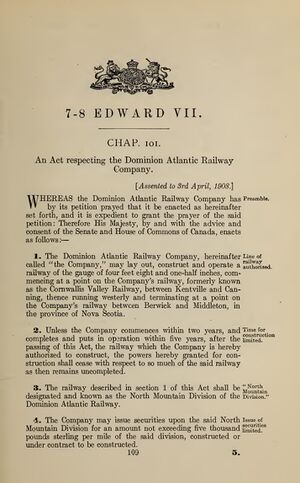 7-8 EDWARD VII.
CHAP. 101.
An Act respecting the Dominion Atlantic Railway
Company.
[Assented to 3rd April, 1908.]
WHEREAS the Dominion Atlantic Railway Company has Preamble.
by its petition prayed that it be enacted as hereinafter
set forth, and it is expedient to grant the prayer of the said
petition: Therefore His Majesty, by and with the advice and
consent of the Senate and House of Commons of Canada, enacts
as follows:—
1. The Dominion Atlantic Railway Company, hereinafter Line of
called "the Company," may lay out, construct and operate a railway
railway of the gauge of four feet eight and one-half inches, com- authorized.
mencing at a point on the Company's railway, formerly known
as the Cornwallis Valley Railway, between Kentville and Can-
ning, thence running westerly and terminating at a point on
the Company's railway between Berwick and Middleton, in
the province of Nova Scotia.
2. Unless the Company commences within two years, and Time for
completes and puts in operation within five years, after the construction
passing of this Act, the railway which the Company is hereby limited.
authorized to construct, the powers hereby granted for con-
struction shall cease with respect to so much of the said railway
as then remains uncompleted.
3. The railway described in section 1 of this Act shall be "North
designated and known as the North Mountain Division of the Mountain
Dominion Atlantic Railway. Division."
4. The Company may issue securities upon the said North Issue of
Mountain Division for an amount not exceeding five thousand securities
pounds sterling per mile of the said division, constructed or limited.
under contract to be constructed.
109
5.